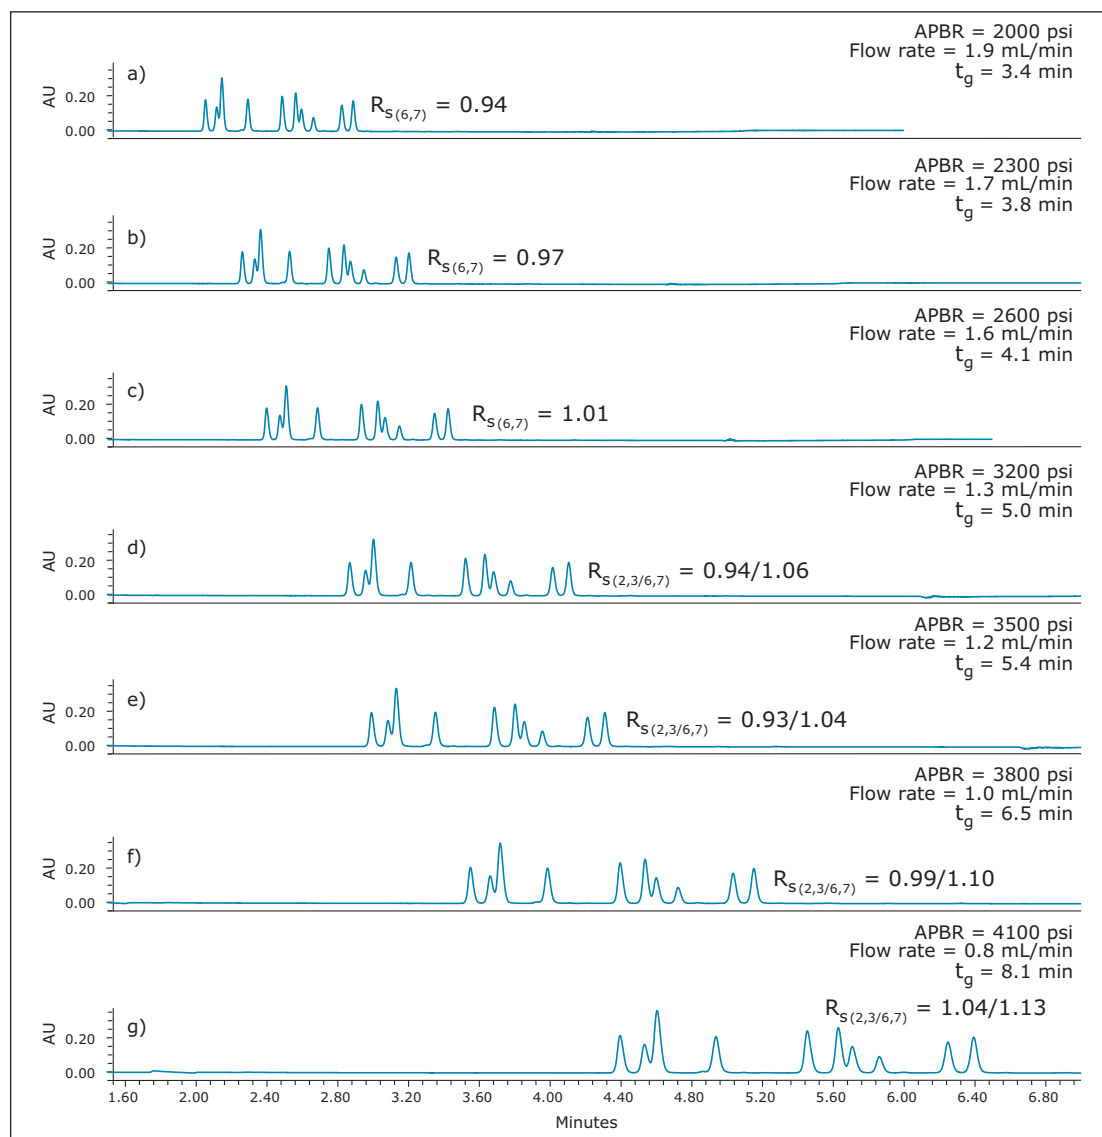 APBR = 2000 psi
Flow rate = 1.9 mL/min
tg = 3.4 min
a)
Rs(6,7) = 0.94
AU
0.20
0.00
APBR = 2300 psi
Flow rate = 1.7 mL/min
tg = 3.8 min
b)
Rs(6,7) = 0.97
AU
0.20
0.00
APBR = 2600 psi
Flow rate = 1.6 mL/min
tg = 4.1 min
c)
Rs(6,7) = 1.01
AU
0.20
0.00
APBR = 3200 psi
Flow rate = 1.3 mL/min
tg = 5.0 min
d)
Rs(2,3/6,7) = 0.94/1.06
AU
0.20
0.00
APBR = 3500 psi
Flow rate = 1.2 mL/min
tg = 5.4 min
e)
Rs(2,3/6,7) = 0.93/1.04
AU
0.20
0.00
APBR = 3800 psi
Flow rate = 1.0 mL/min
tg = 6.5 min
f)
Rs(2,3/6,7) = 0.99/1.10
AU
0.20
0.00
APBR = 4100 psi
Flow rate = 0.8 mL/min
tg = 8.1 min
g)
Rs(2,3/6,7) = 1.04/1.13
AU
0.20
0.00
1.60 2.00 2.40 2.80 3.20 3.60 4.00 4.40 4.80 5.20 5.60 6.00 6.40 6.80
Minutes